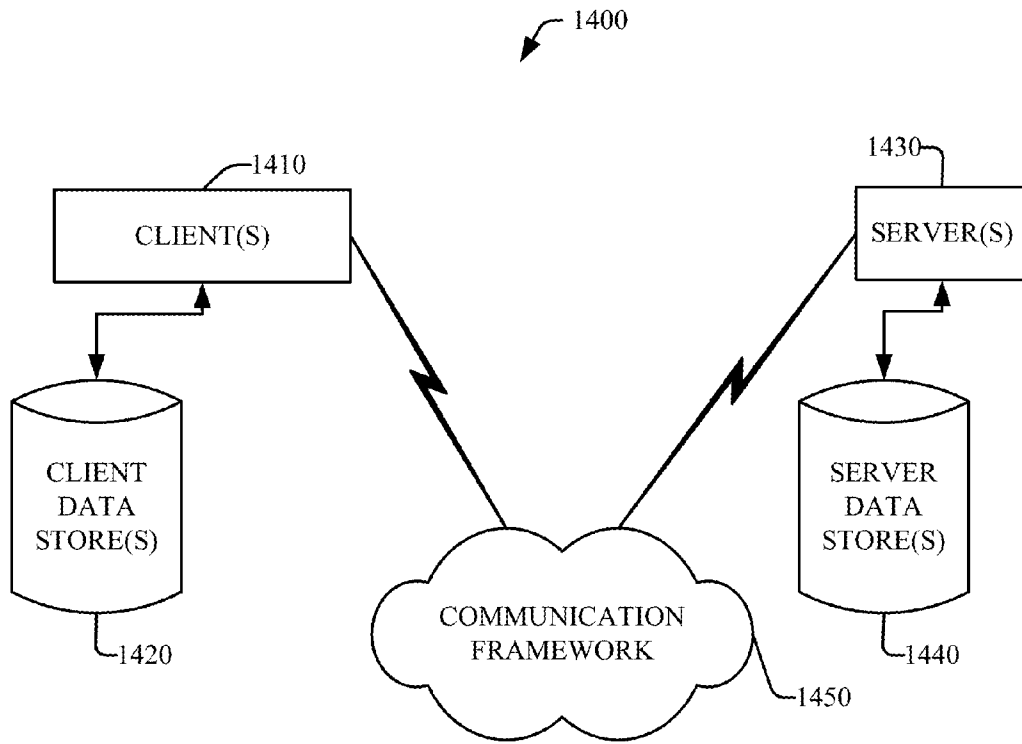 1400
1410
1430
CLIENT(S)
SERVER(S)
CLIENT
DATA
STORE(S)
SERVER
DATA
STORE(S)
COMMUNICATION
FRAMEWORK
1420
1440
1450